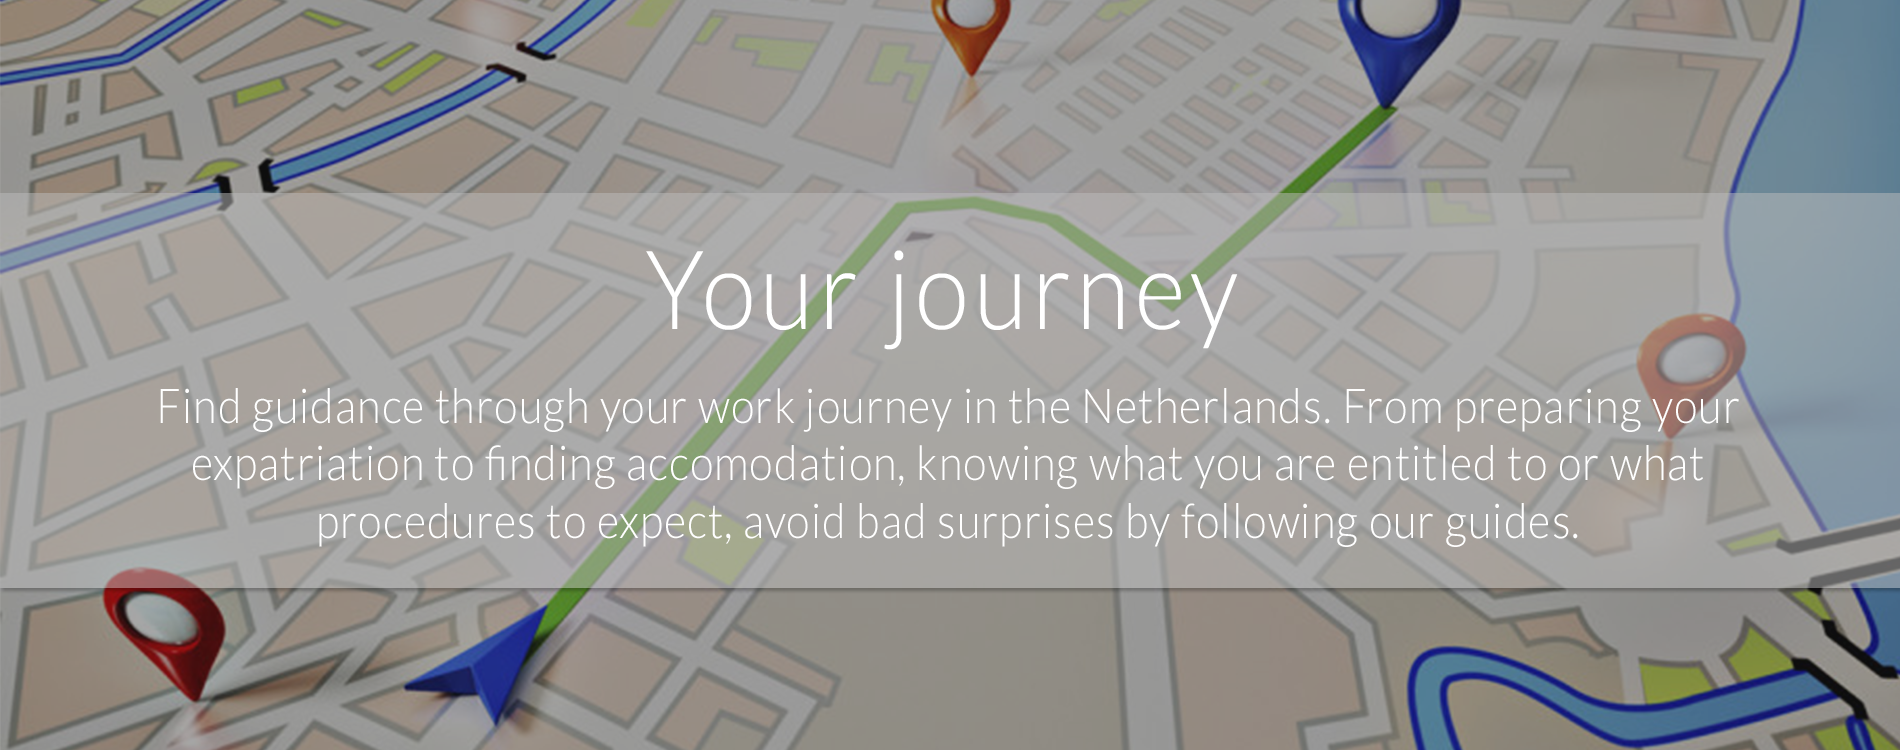 Your journey
Find guidance through your work journey in the Netherlands. From preparing your
expatriation to finding accomodation, knowing what you are entitled to or what
procedures to expect, avoid bad surprises by following our guides.